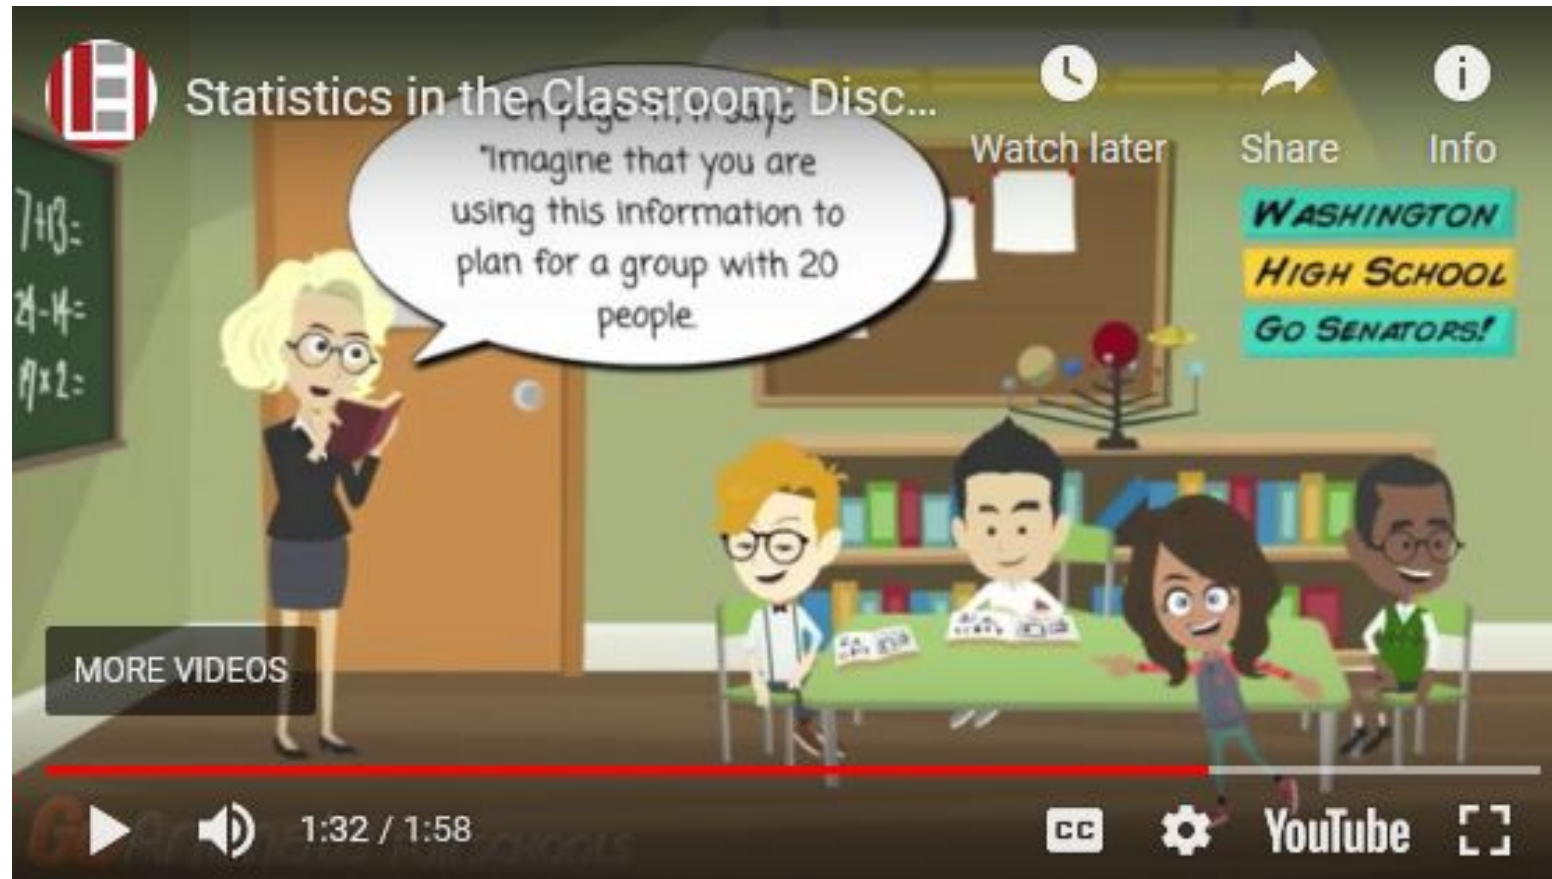 Statistics in the Classroom: Disc...
Watch later
Share
Info
"Imagine that you are
using this information to
plan for a group with 20
people.
7+13=
24-14=
19x2=
WASHINGTON
HIGH SCHOOL
GO SENATORS!
MORE VIDEOS
1:32 / 1:58
CC
YouTube